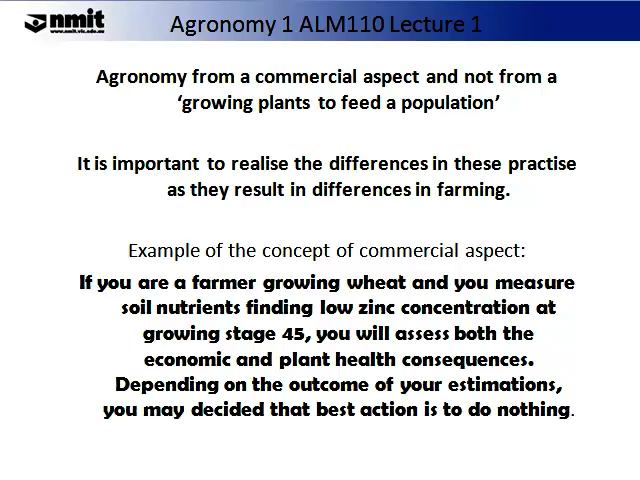 nmit
www.nmit.vic.edu.au
Agronomy 1 ALM110 Lecture 1
Agronomy from a commercial aspect and not from a
‘growing plants to feed a population’
It is important to realise the differences in these practise
as they result in differences in farming.
Example of the concept of commercial aspect:
If you are a farmer growing wheat and you measure
soil nutrients finding low zinc concentration at
growing stage 45, you will assess both the
economic and plant health consequences.
Depending on the outcome of your estimations,
you may decided that best action is to do nothing.